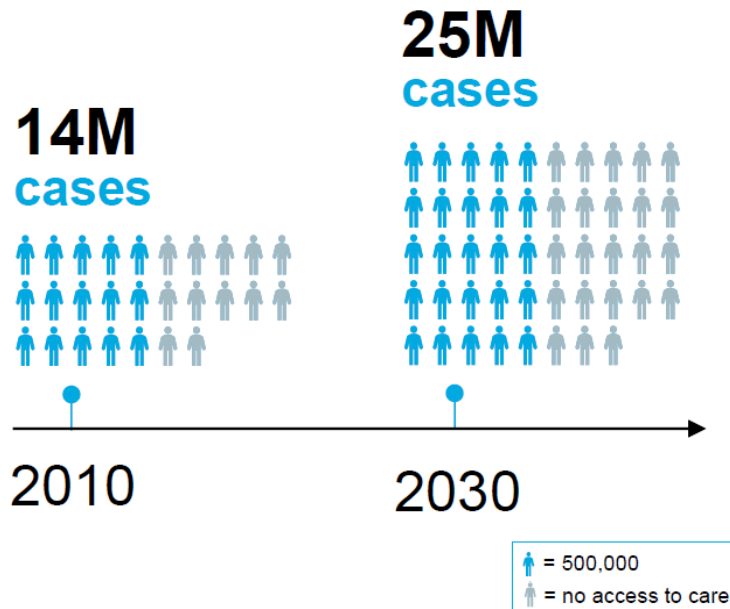 14M
cases
25M
cases
2010
2030
= 500,000
= no access to care